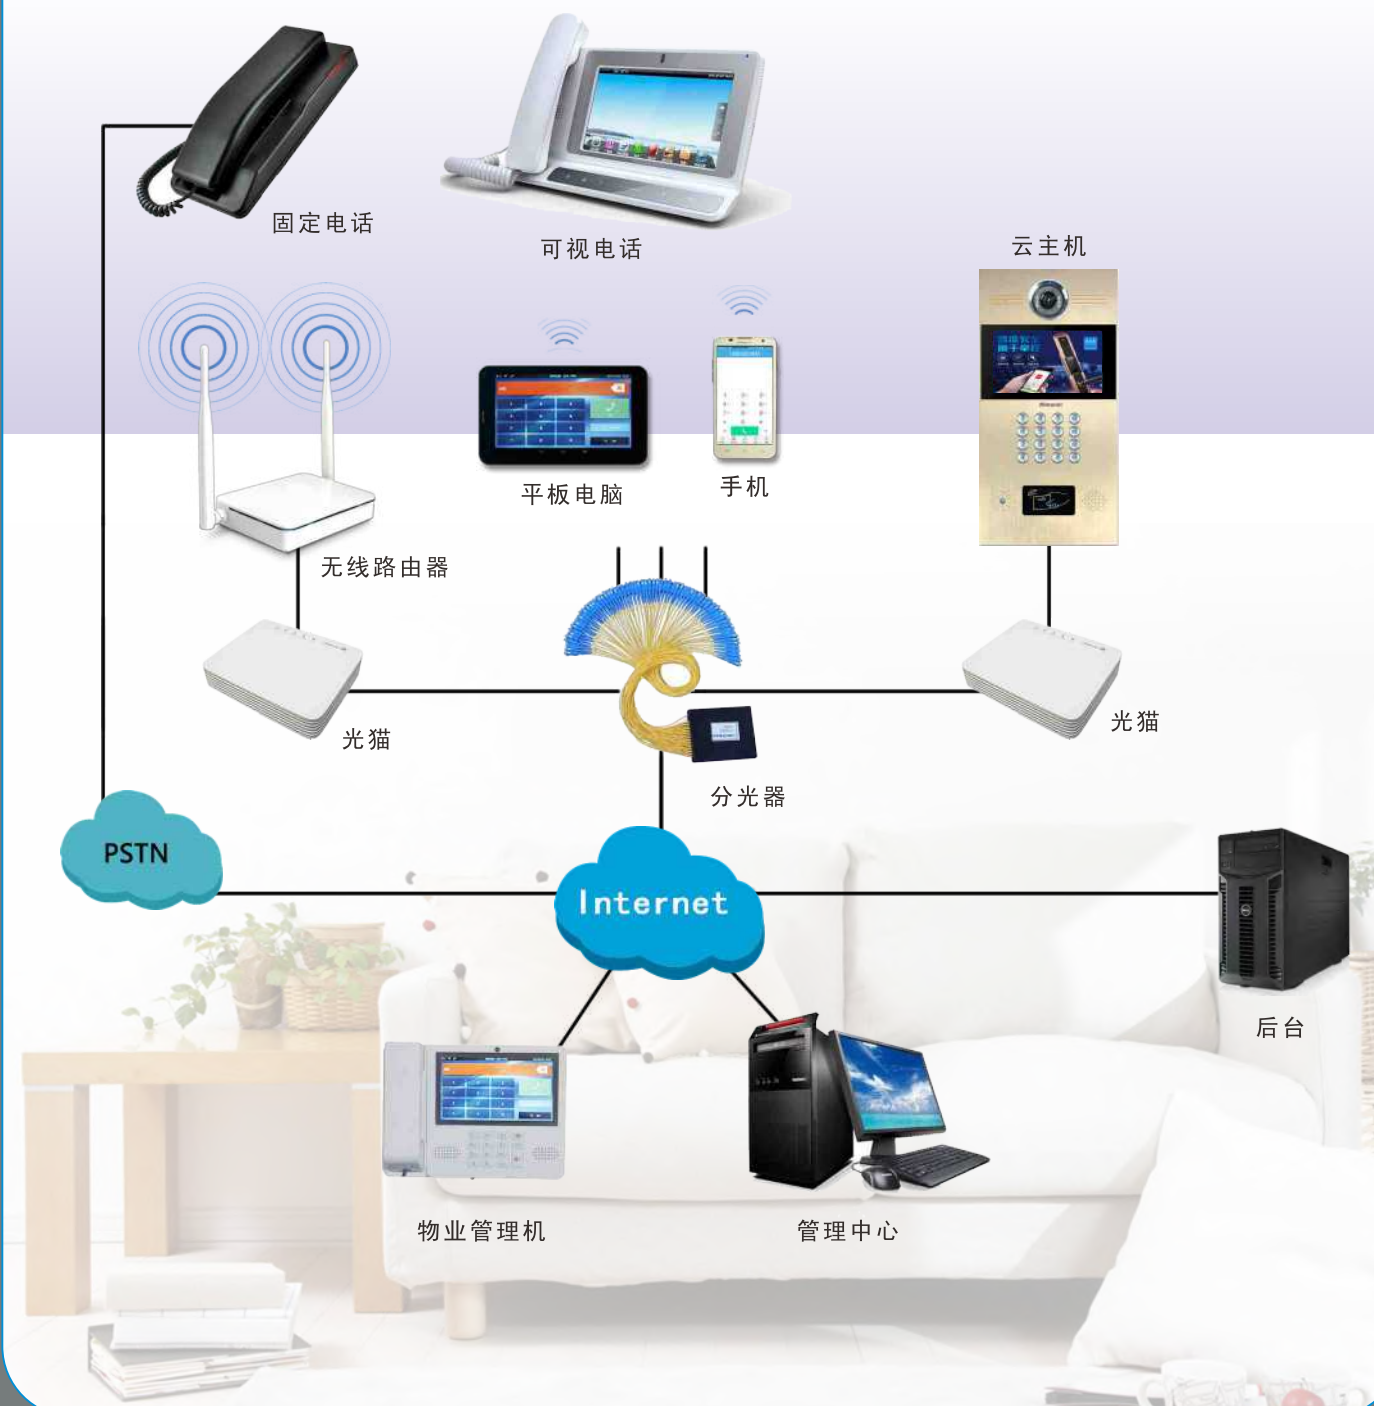 固定电话
可视电话
云主机
平板电脑
手机
无线路由器
光猫
光猫
分光器
PSTN
Internet
后台
物业管理机
管理中心